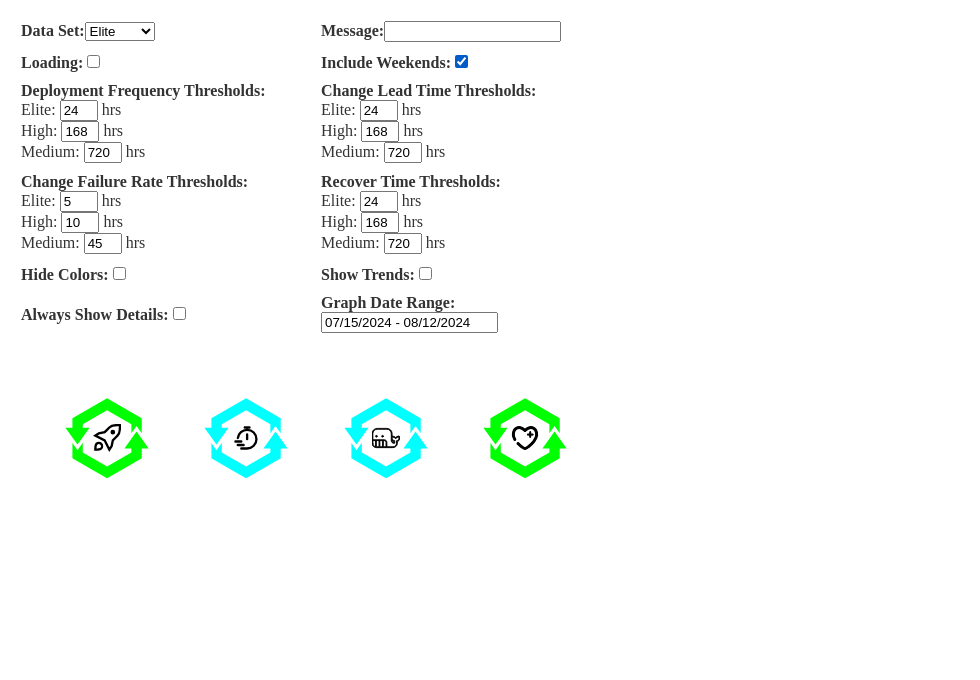 Data Set: Elite
Message:
Loading:
Include Weekends:
Deployment Frequency Thresholds:
Elite: 24 hrs
High: 168 hrs
Medium: 720 hrs
Change Lead Time Thresholds:
Elite: 24 hrs
High: 168 hrs
Medium: 720 hrs
Change Failure Rate Thresholds:
Elite: 5 hrs
High: 10 hrs
Medium: 45 hrs
Recover Time Thresholds:
Elite: 24 hrs
High: 168 hrs
Medium: 720 hrs
Hide Colors:
Show Trends:
Always Show Details:
Graph Date Range:
07/15/2024 - 08/12/2024